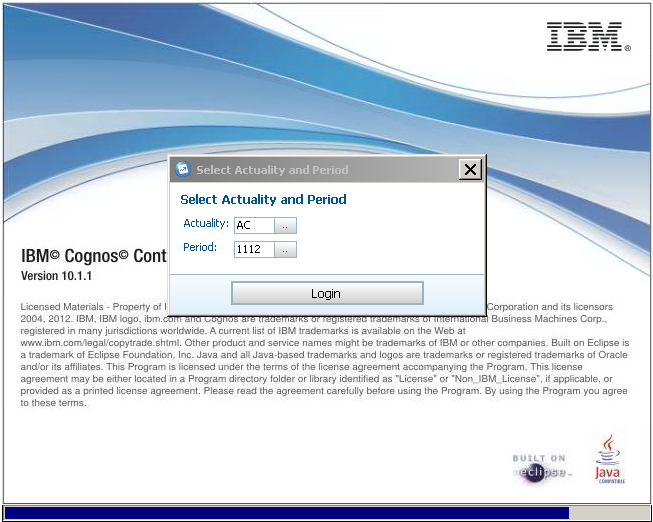 IBM®
Select Actuality and Period
Select Actuality and Period
Actuality: AC ..
Period: 1112 ..
Login
IBM© Cognos© Cont
Version 10.1.1
Licensed Materials - Property of I Corporation and its licensors
2004, 2012. IBM, IBM logo, ibm.com and Cognos are trademarks or registered trademarks of International Business Machines Corp.,
registered in many jurisdictions worldwide. A current list of IBM trademarks is available on the Web at
www.ibm.com/legal/copytrade.shtml. Other product and service names might be trademarks of IBM or other companies. Built on Eclipse is
a trademark of Eclipse Foundation, Inc. Java and all Java-based trademarks and logos are trademarks or registered trademarks of Oracle
and/or its affiliates. This Program is licensed under the terms of the license agreement accompanying the Program. This license
agreement may be either located in a Program directory folder or library identified as "License" or "Non_IBM_License", if applicable, or
provided as a printed license agreement. Please read the agreement carefully before using the Program. By using the Program you agree
to these terms.
BUILT ON
eclipse™
Java
COMPATIBLE